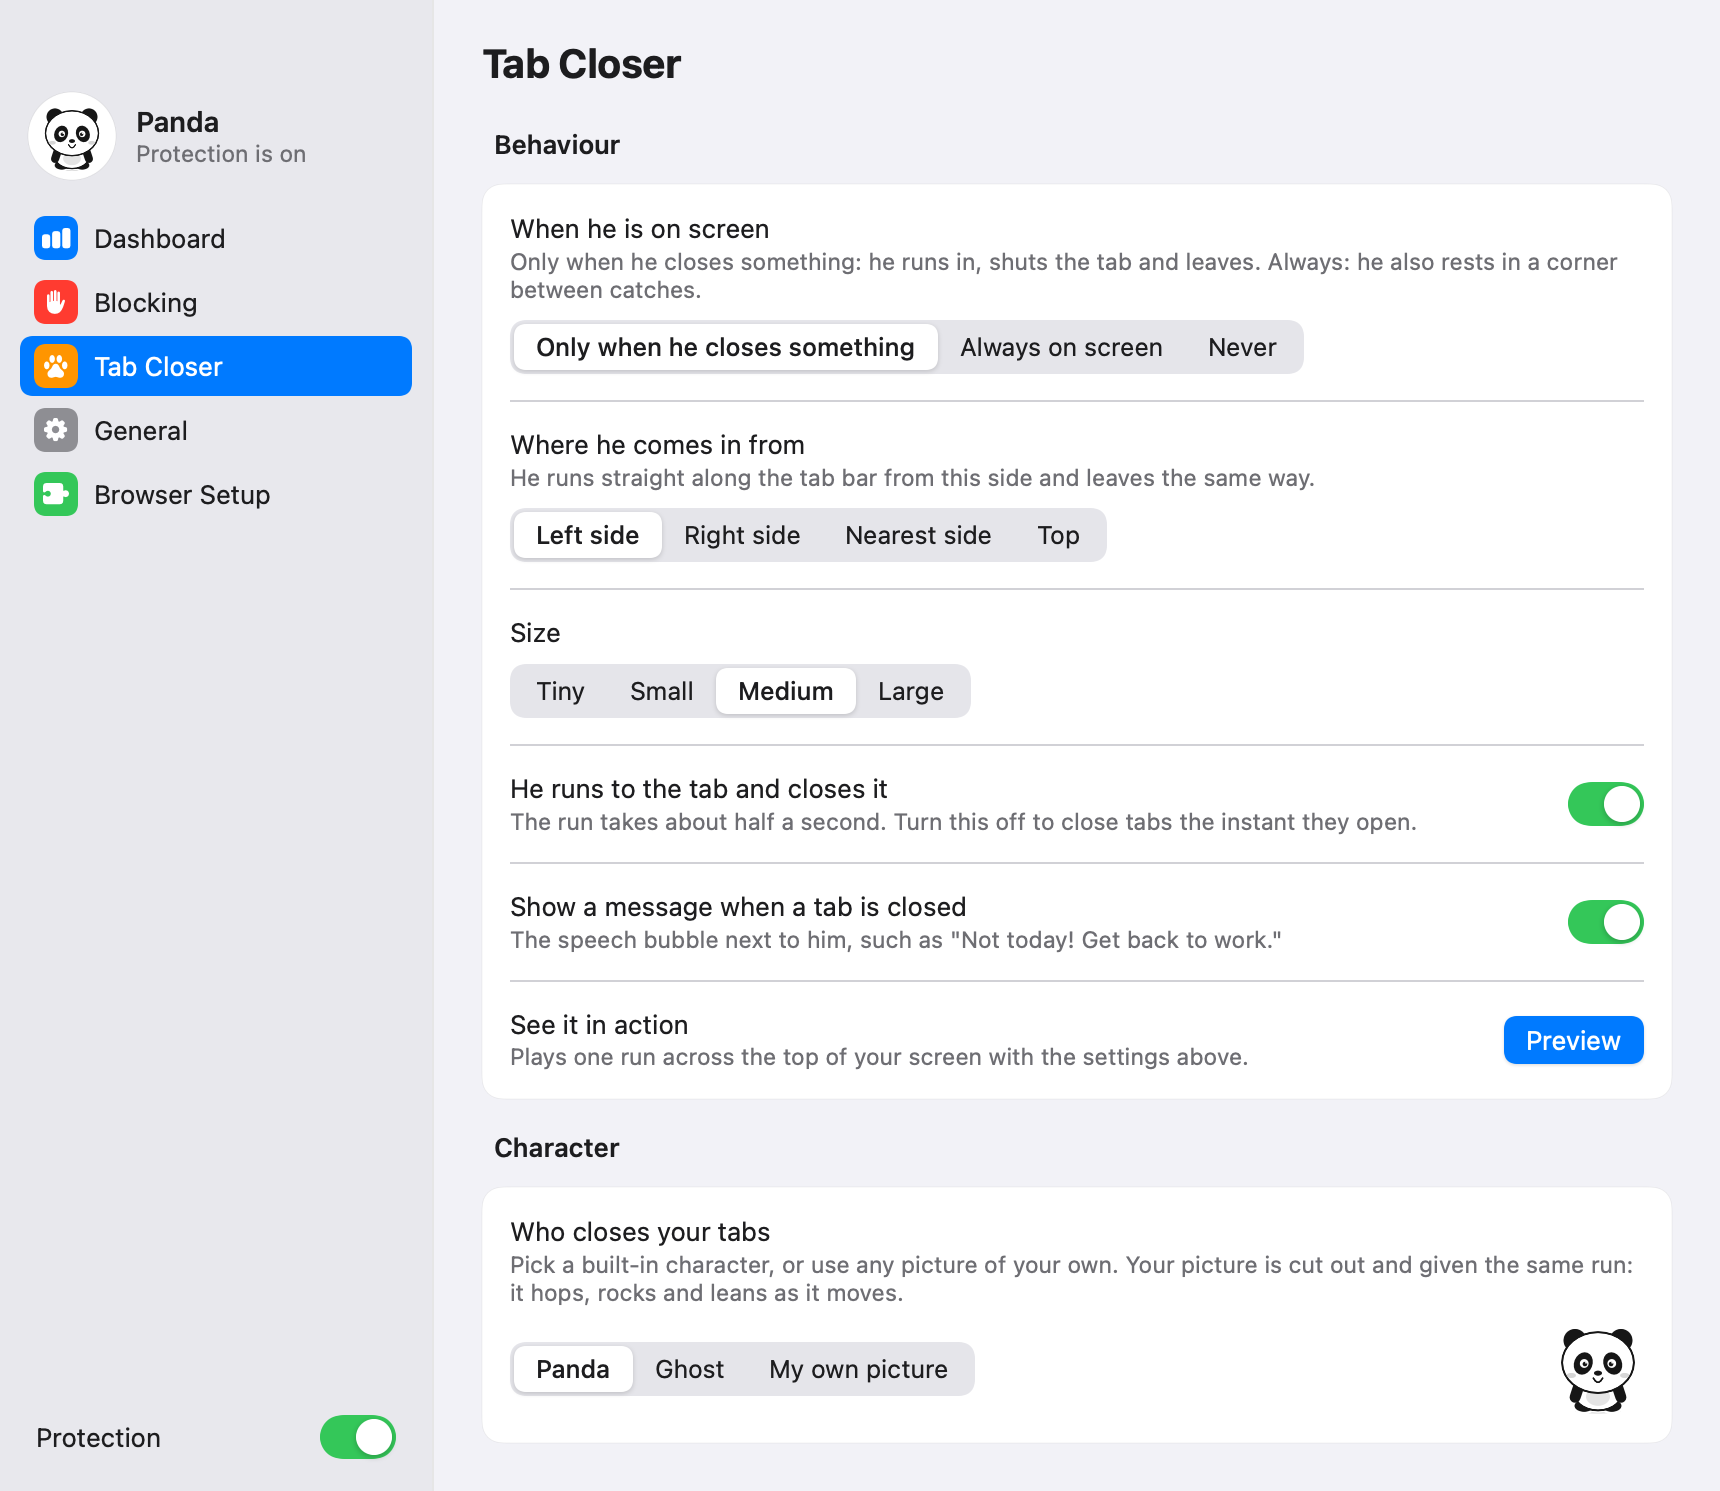 Panda
Protection is on
Dashboard
Blocking
Tab Closer
General
Browser Setup
Protection
Tab Closer
Behaviour
When he is on screen
Only when he closes something: he runs in, shuts the tab and leaves. Always: he also rests in a corner
between catches.
Only when he closes something Always on screen Never
Where he comes in from
He runs straight along the tab bar from this side and leaves the same way.
Left side Right side Nearest side Top
Size
Tiny Small Medium Large
He runs to the tab and closes it
The run takes about half a second. Turn this off to close tabs the instant they open.
Show a message when a tab is closed
The speech bubble next to him, such as "Not today! Get back to work."
See it in action
Plays one run across the top of your screen with the settings above.
Preview
Character
Who closes your tabs
Pick a built-in character, or use any picture of your own. Your picture is cut out and given the same run:
it hops, rocks and leans as it moves.
Panda Ghost My own picture